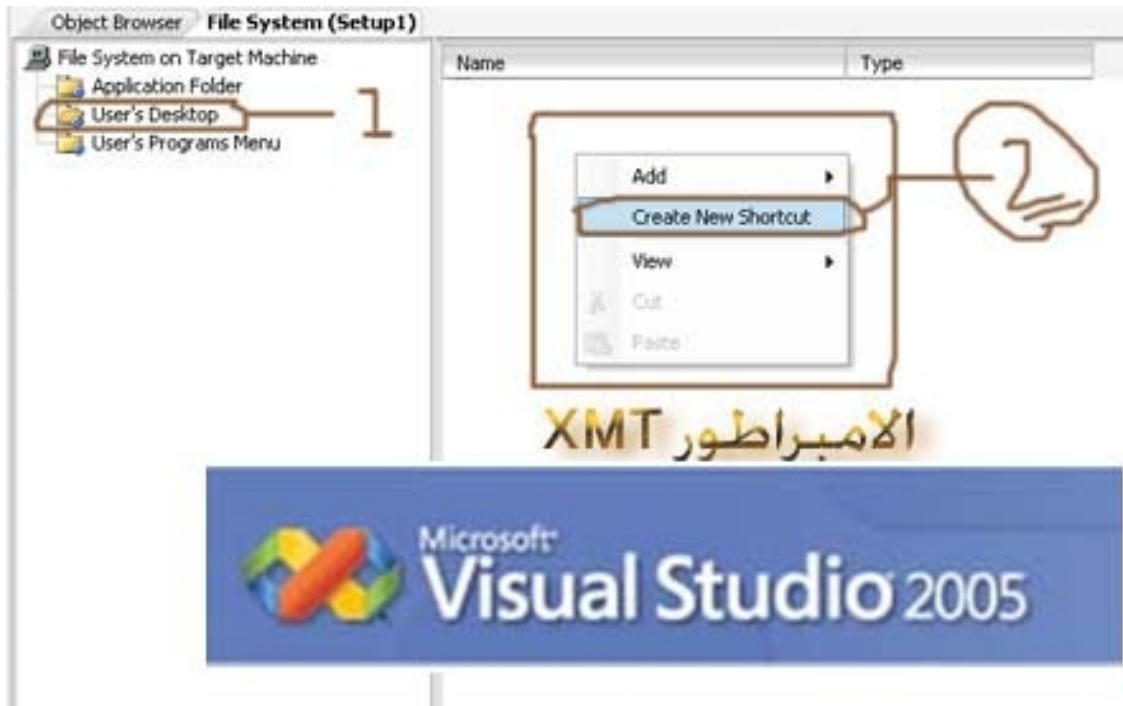 Object Browser File System (Setup1)
File System on Target Machine
Application Folder
User's Desktop
User's Programs Menu
1
Name Type
Add
Create New Shortcut
View
Cut
Paste
2
الامبراطور XMT
Microsoft
Visual Studio 2005